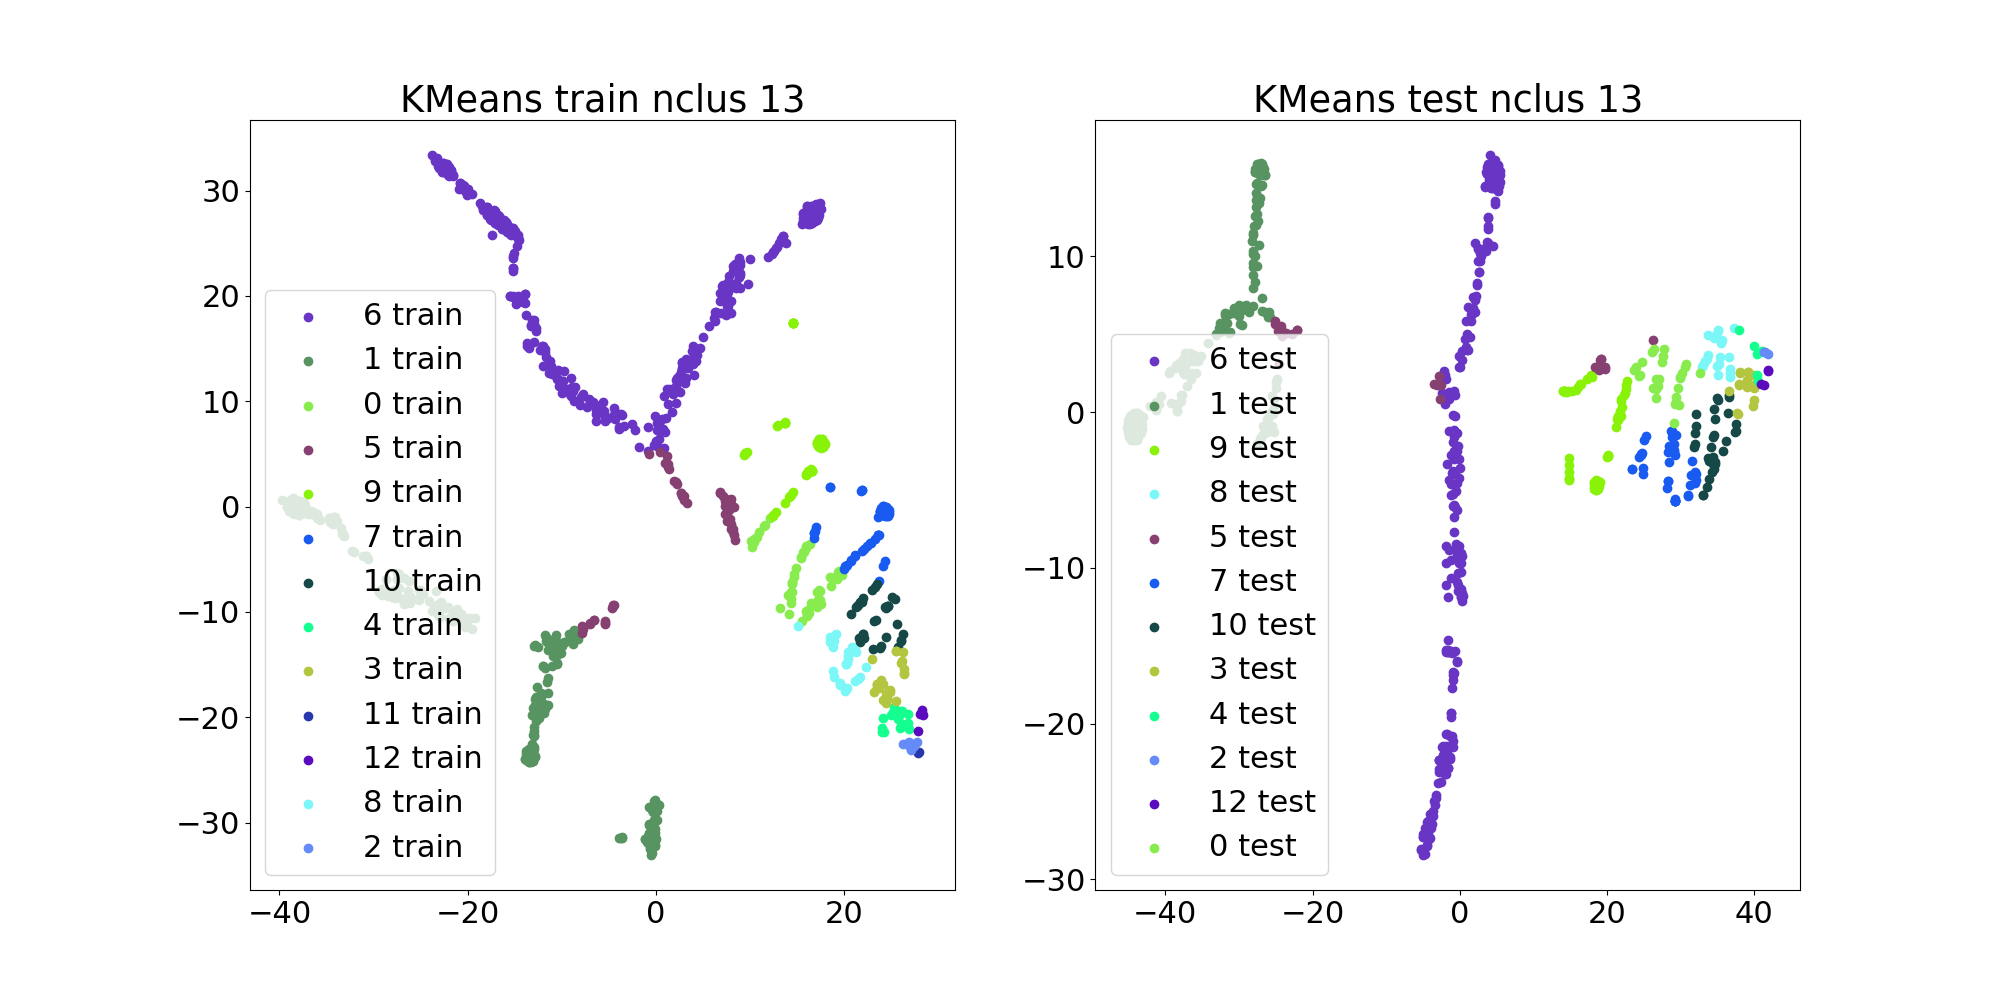 KMeans train nclus 13
30
20
10
0
−10
−20
−30
−40
−20
0
20
6 train
1 train
0 train
5 train
9 train
7 train
10 train
4 train
3 train
11 train
12 train
8 train
2 train
KMeans test nclus 13
10
0
−10
−20
−30
−40
−20
0
20
40
6 test
1 test
9 test
8 test
5 test
7 test
10 test
3 test
4 test
2 test
12 test
0 test